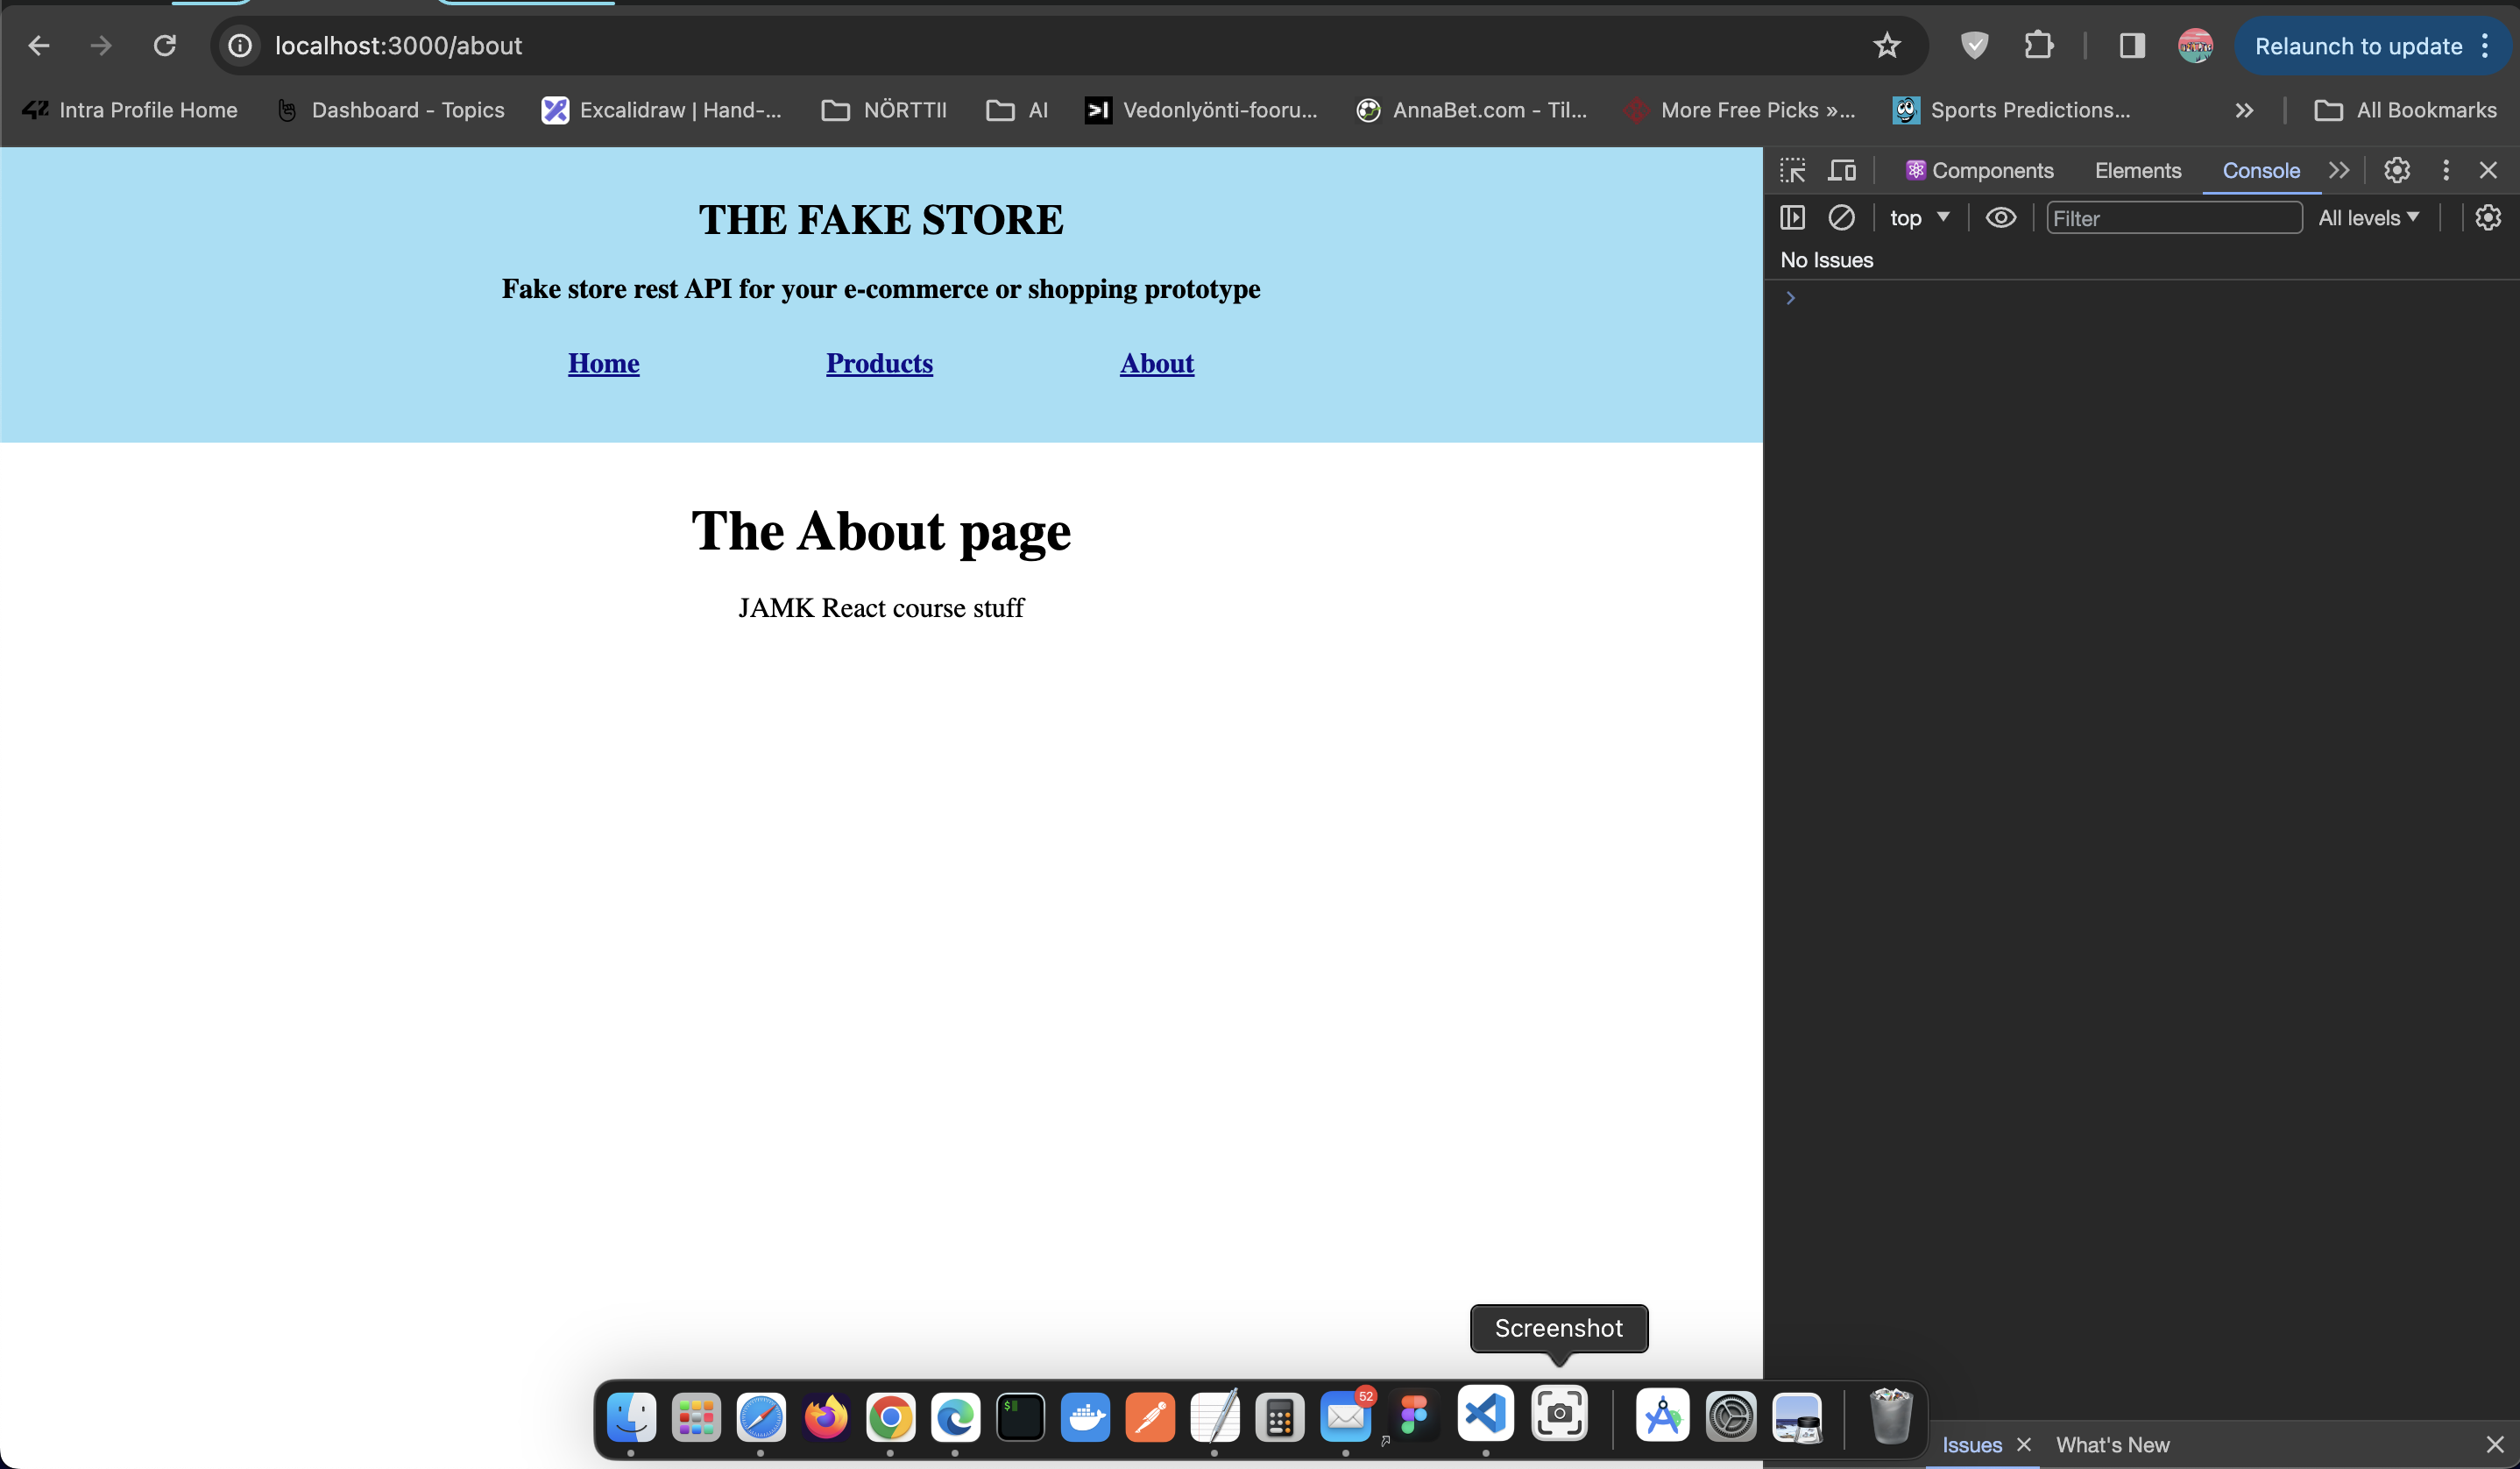 localhost:3000/about
Relaunch to update
Intra Profile Home
Dashboard - Topics
Excalidraw | Hand-...
NÖRTTII
AI
Vedonlyönti-fooru...
AnnaBet.com - Til...
More Free Picks »...
Sports Predictions...
All Bookmarks
THE FAKE STORE
Fake store rest API for your e-commerce or shopping prototype
Home
Products
About
The About page
JAMK React course stuff
Components
Elements
Console
top
Filter
All levels
No Issues
Screenshot
52
Issues
What's New